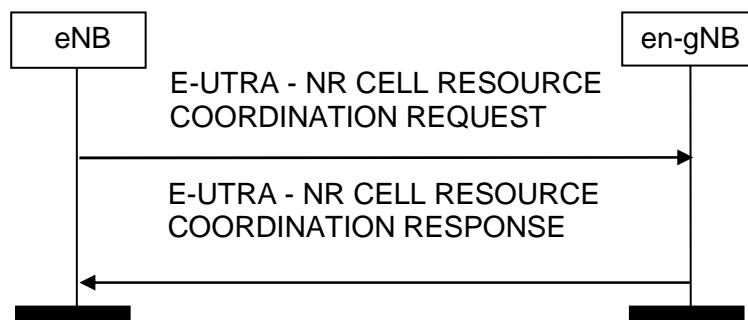 eNB
en-gNB
E-UTRA - NR CELL RESOURCE
COORDINATION REQUEST
E-UTRA - NR CELL RESOURCE
COORDINATION RESPONSE